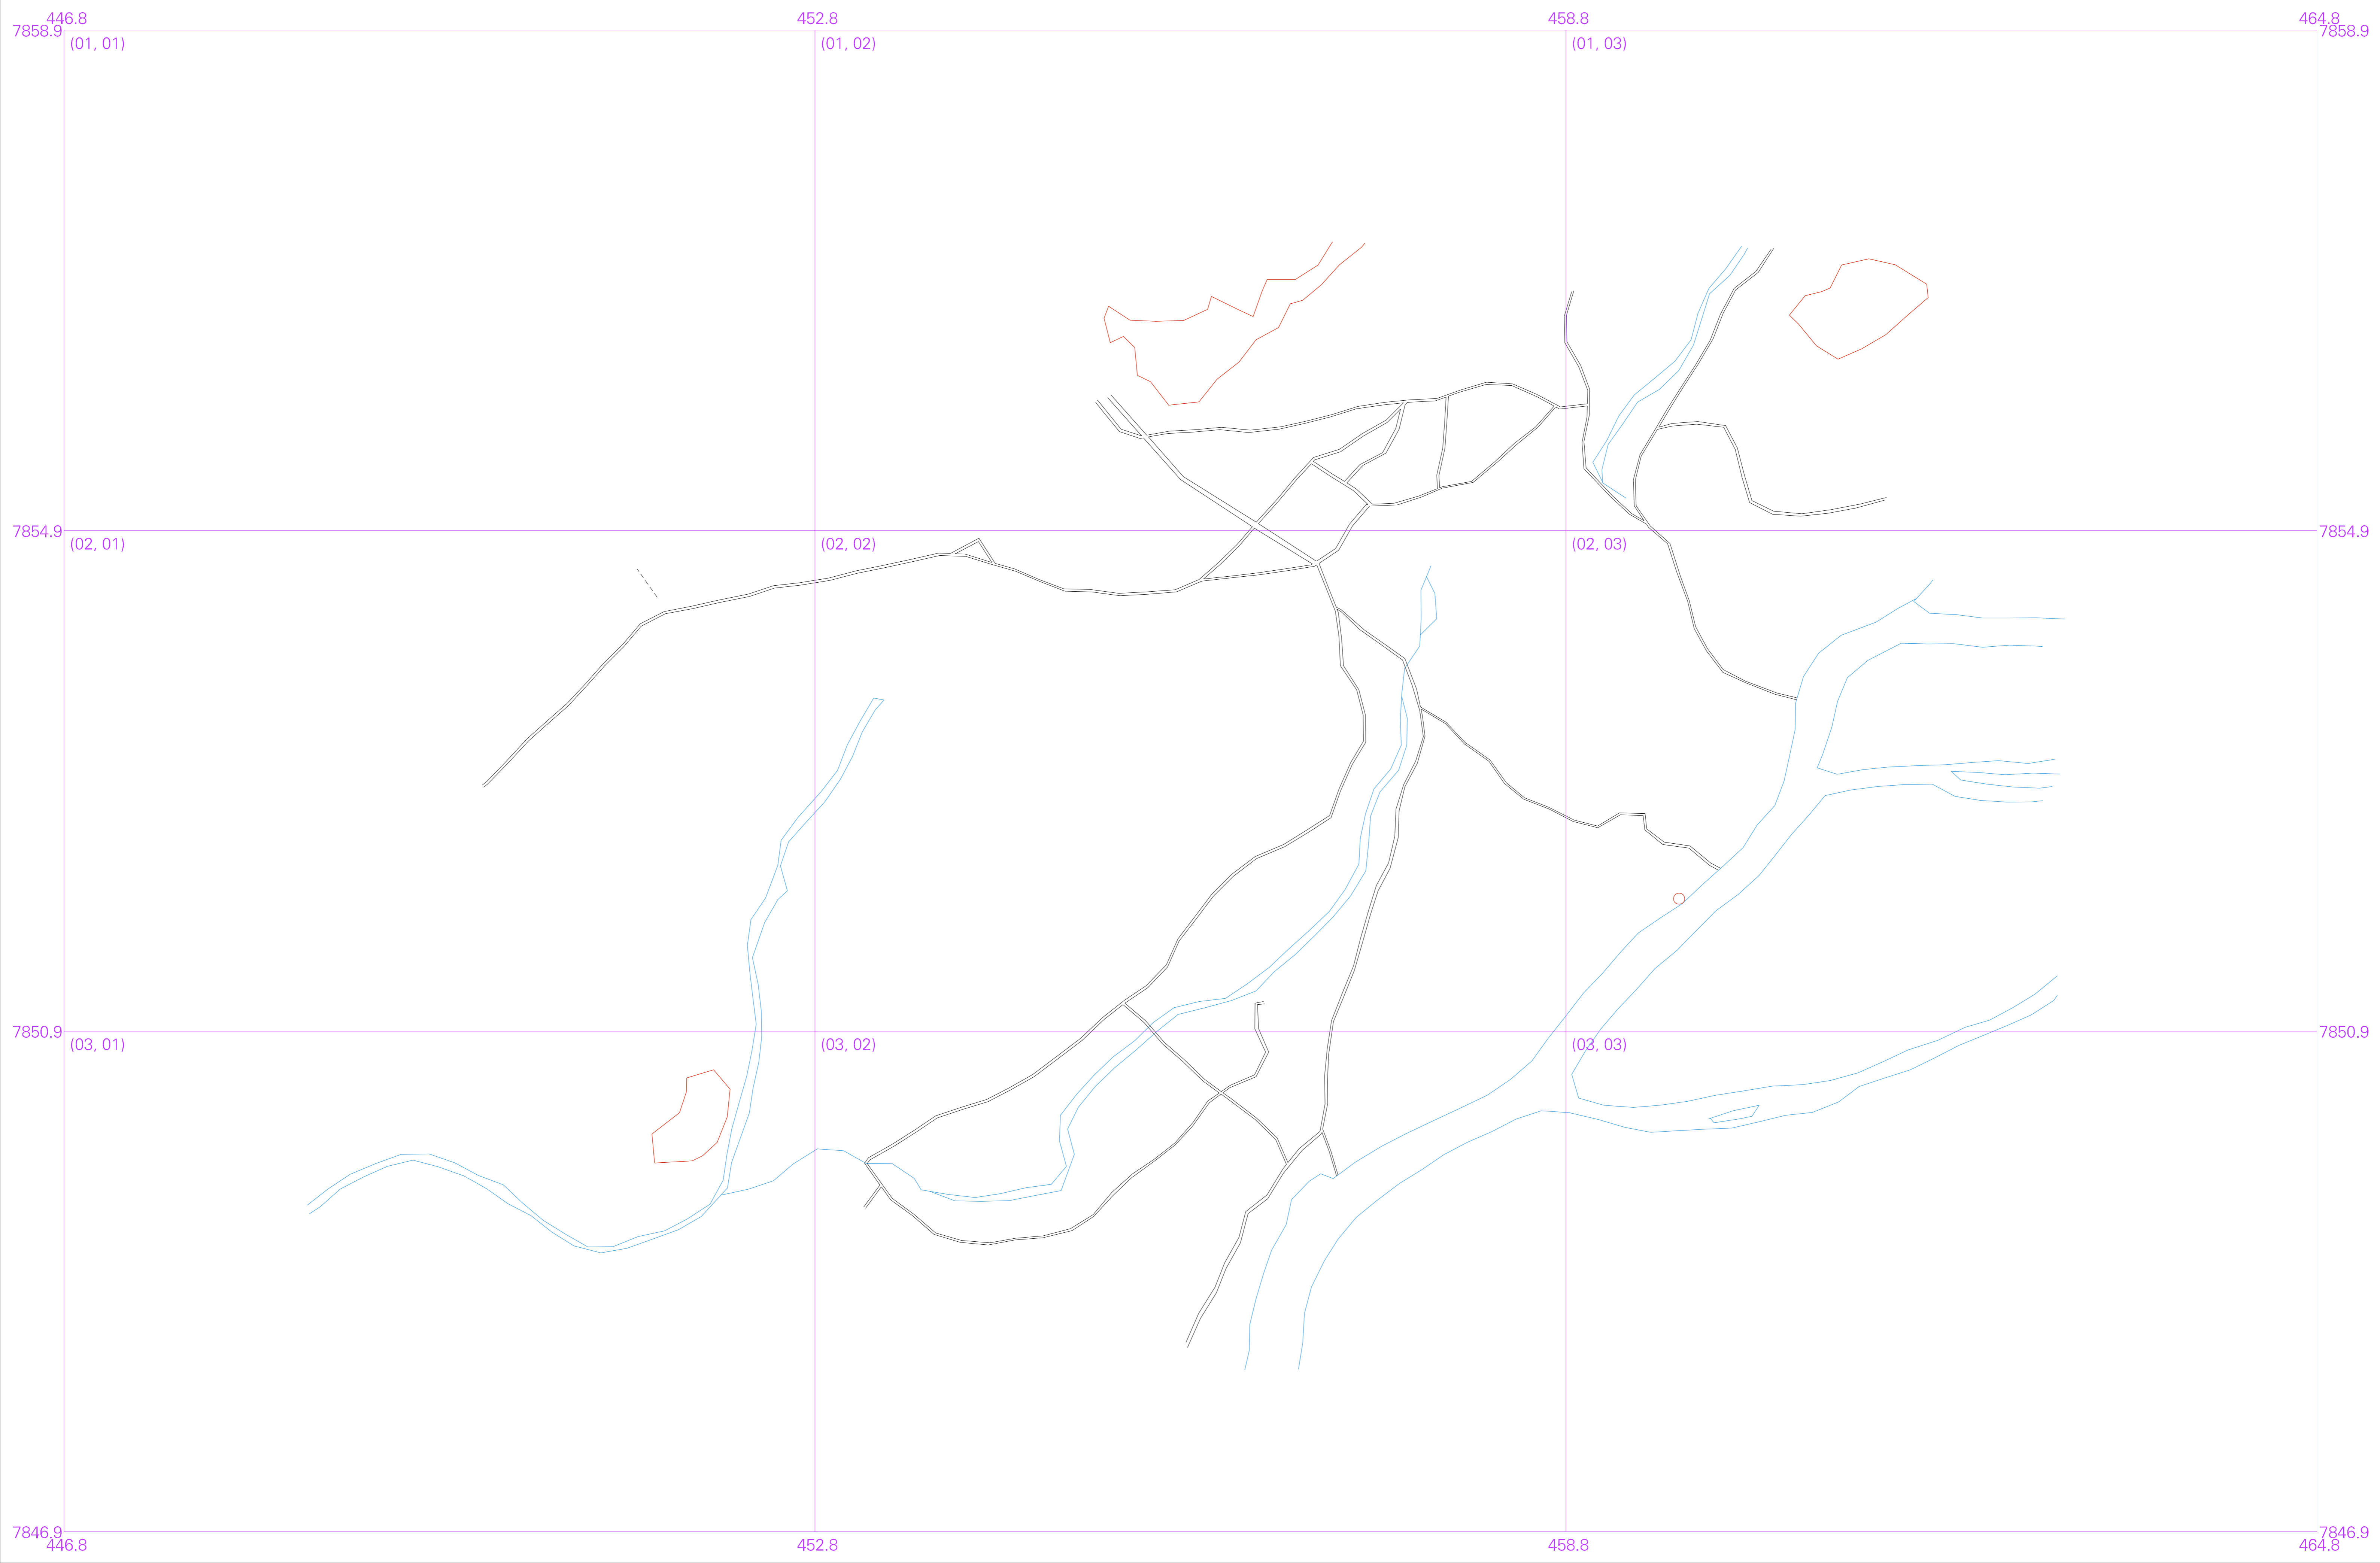 446.8 452.8 458.8 464.8
7858.9 7858.9
(01, 01) (01, 02) (01, 03)
7854.9 7854.9
(02, 01) (02, 02) (02, 03)
7850.9 7850.9
(03, 01) (03, 02) (03, 03)
7846.9 7846.9
446.8 452.8 458.8 464.8